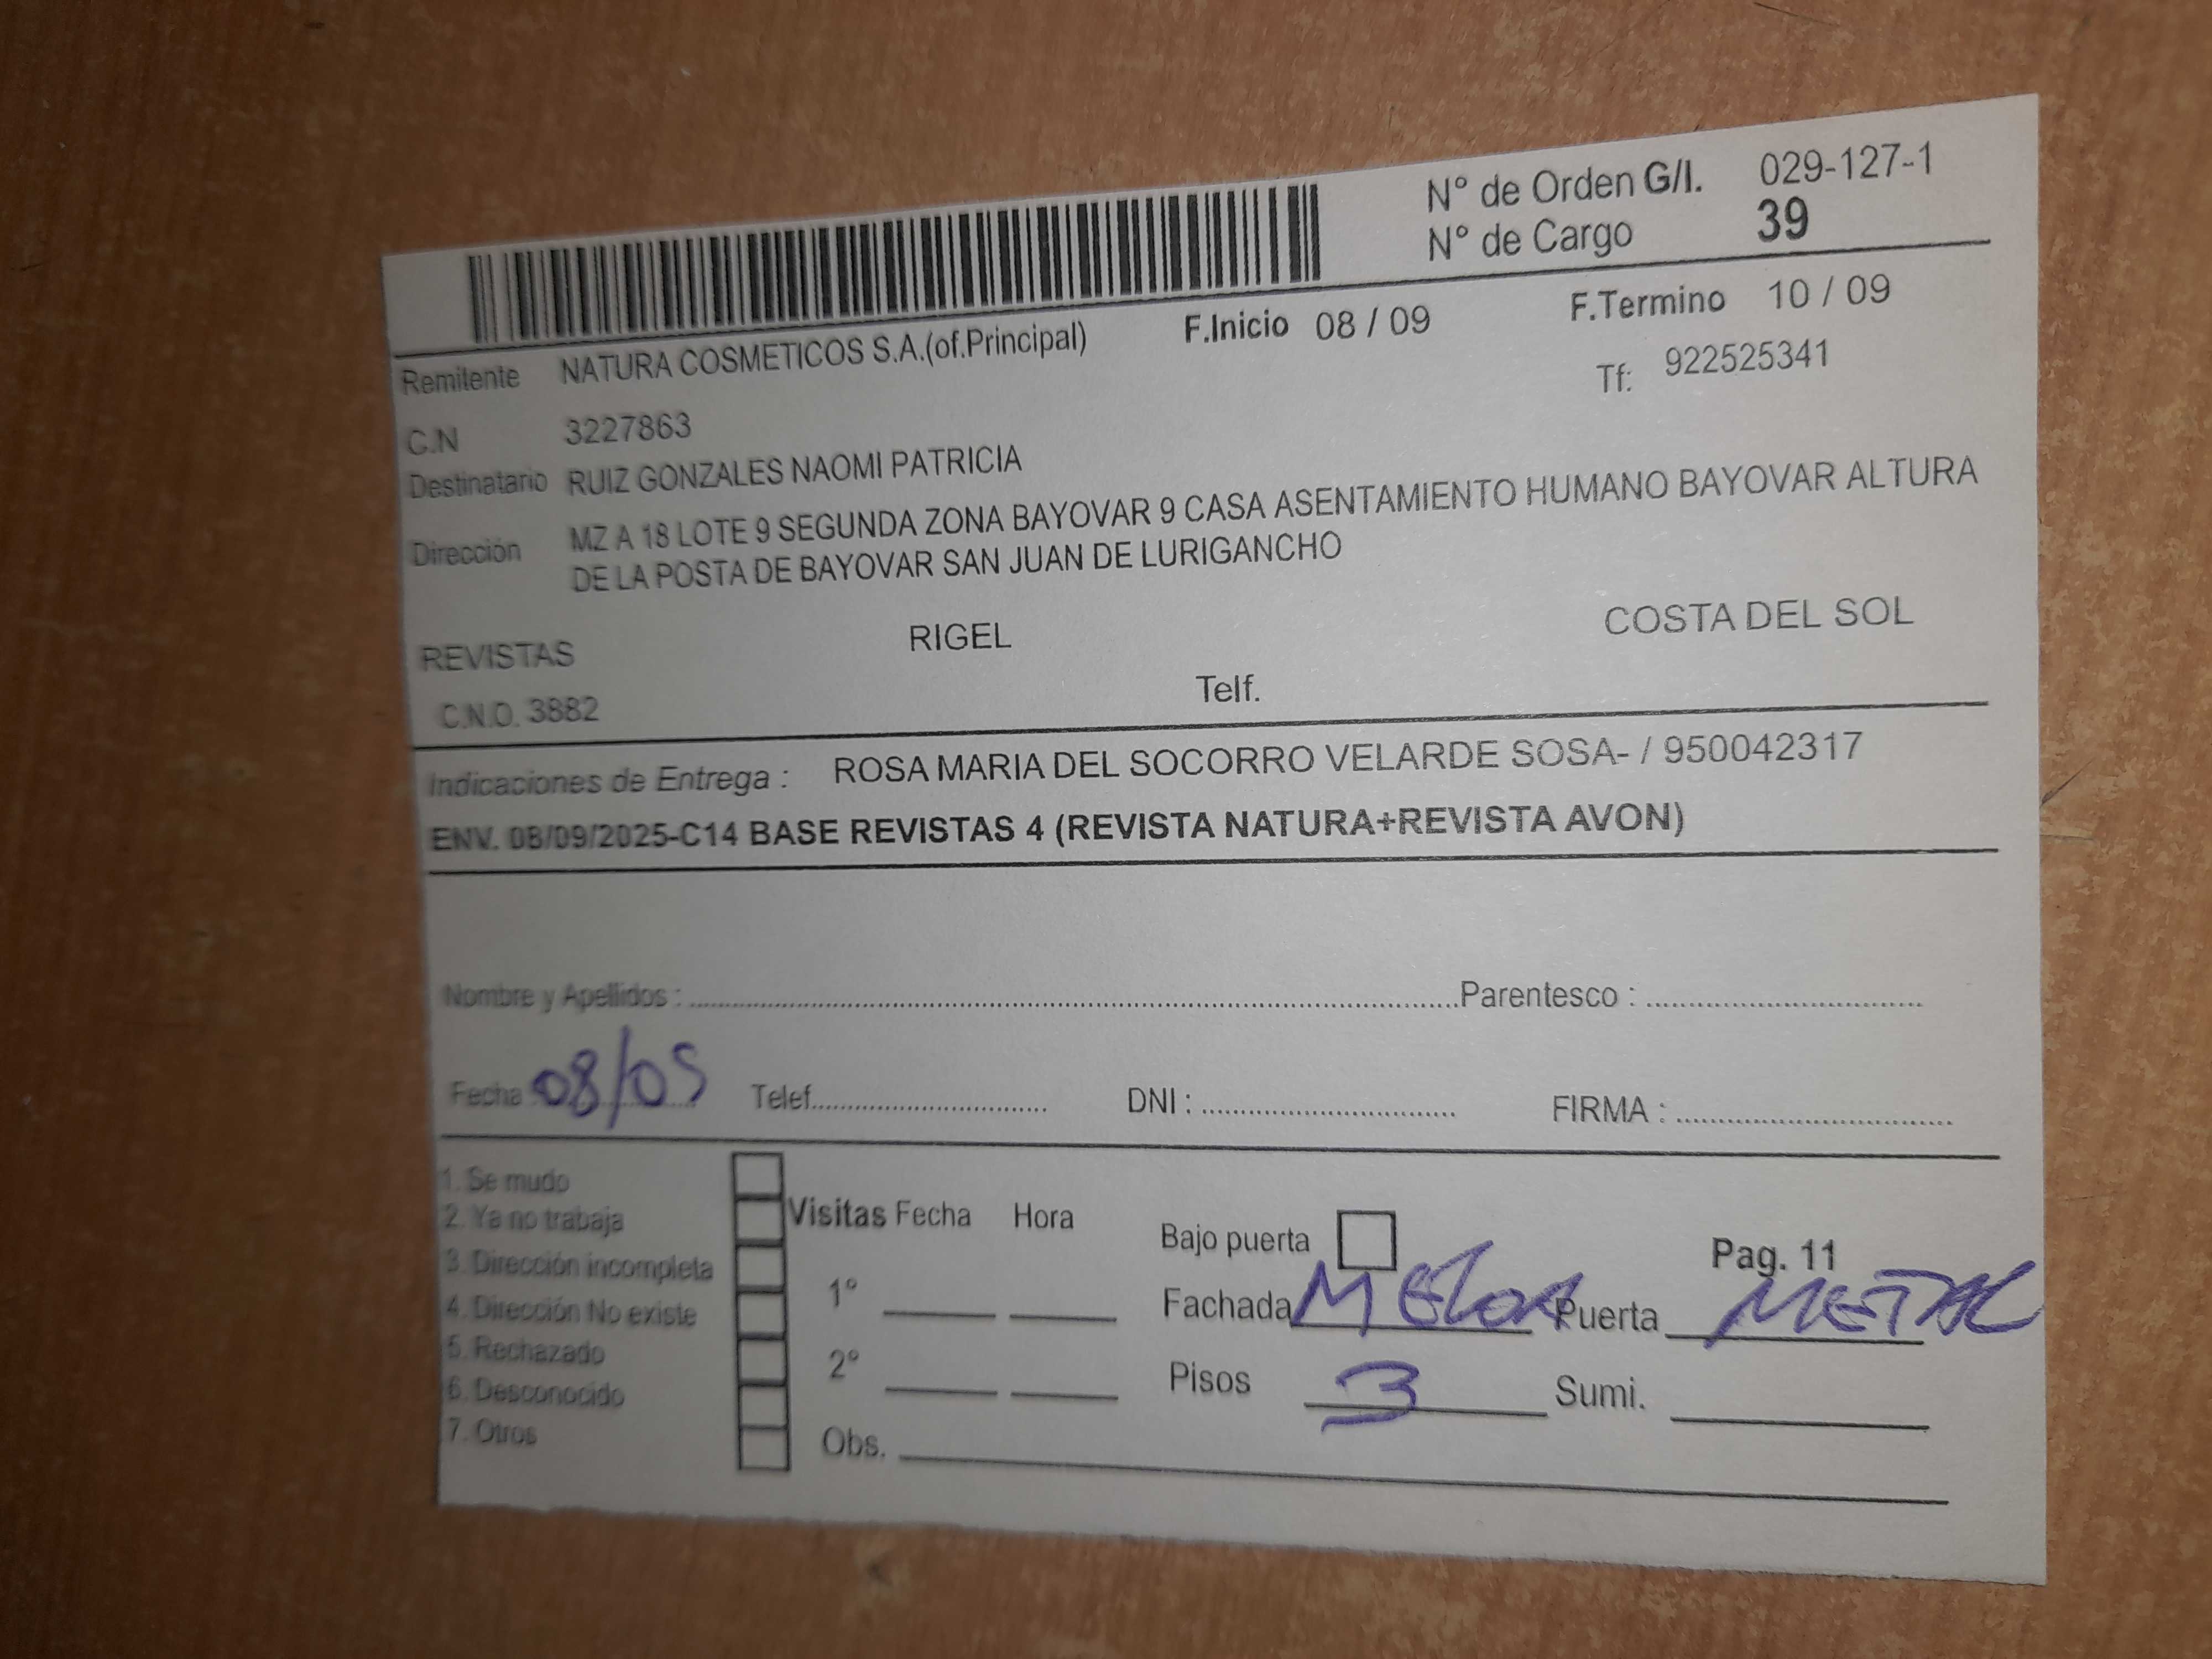 N° de Orden G/I. 029-127-1
N° de Cargo 39
F.Inicio 08 / 09 F.Termino 10 / 09
Remitente NATURA COSMETICOS S.A.(of.Principal)
Tf: 922525341
C.N 3227863
Destinatario RUIZ GONZALES NAOMI PATRICIA
Dirección MZ A 18 LOTE 9 SEGUNDA ZONA BAYOVAR 9 CASA ASENTAMIENTO HUMANO BAYOVAR ALTURA
DE LA POSTA DE BAYOVAR SAN JUAN DE LURIGANCHO
REVISTAS RIGEL COSTA DEL SOL
C.N.O. 3882 Telf.
Indicaciones de Entrega : ROSA MARIA DEL SOCORRO VELARDE SOSA- / 950042317
ENV. 08/09/2025-C14 BASE REVISTAS 4 (REVISTA NATURA+REVISTA AVON)
Nombre y Apellidos : Parentesco :
Fecha 08/09 Telef. DNI : FIRMA :
1. Se mudo
2. Ya no trabaja
3. Dirección incompleta
4. Dirección No existe
5. Rechazado
6. Desconocido
7. Otros
Visitas Fecha Hora
1°
2°
Obs.
Bajo puerta Pag. 11
Fachada Puerta METAL
Pisos 3 Sumi.